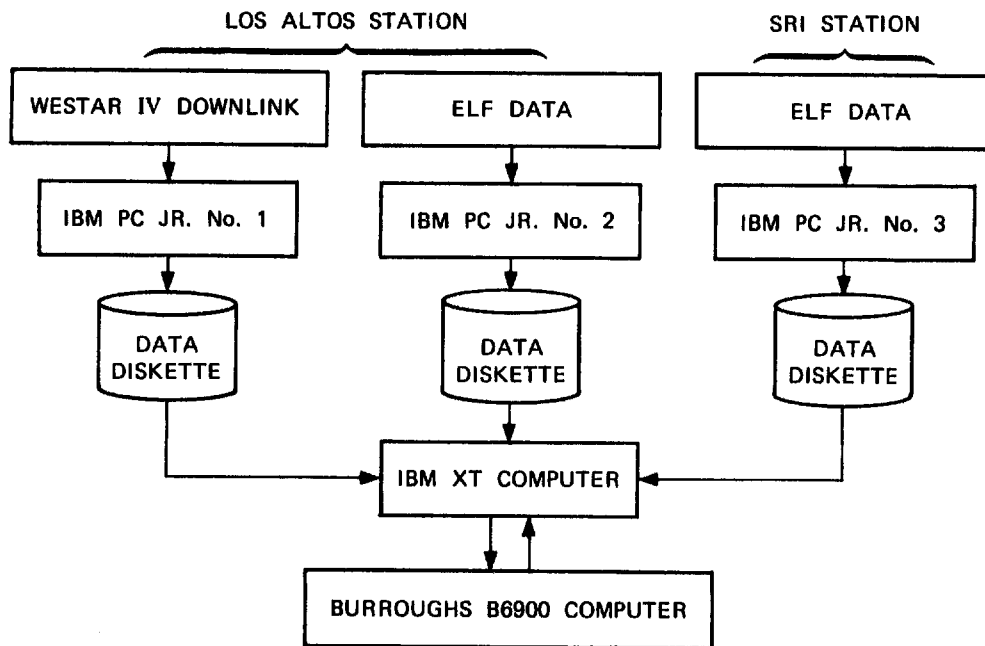 LOS ALTOS STATION
SRI STATION
WESTAR IV DOWNLINK
ELF DATA
ELF DATA
IBM PC JR. No. 1
IBM PC JR. No. 2
IBM PC JR. No. 3
DATA
DISKETTE
DATA
DISKETTE
DATA
DISKETTE
IBM XT COMPUTER
BURROUGHS B6900 COMPUTER